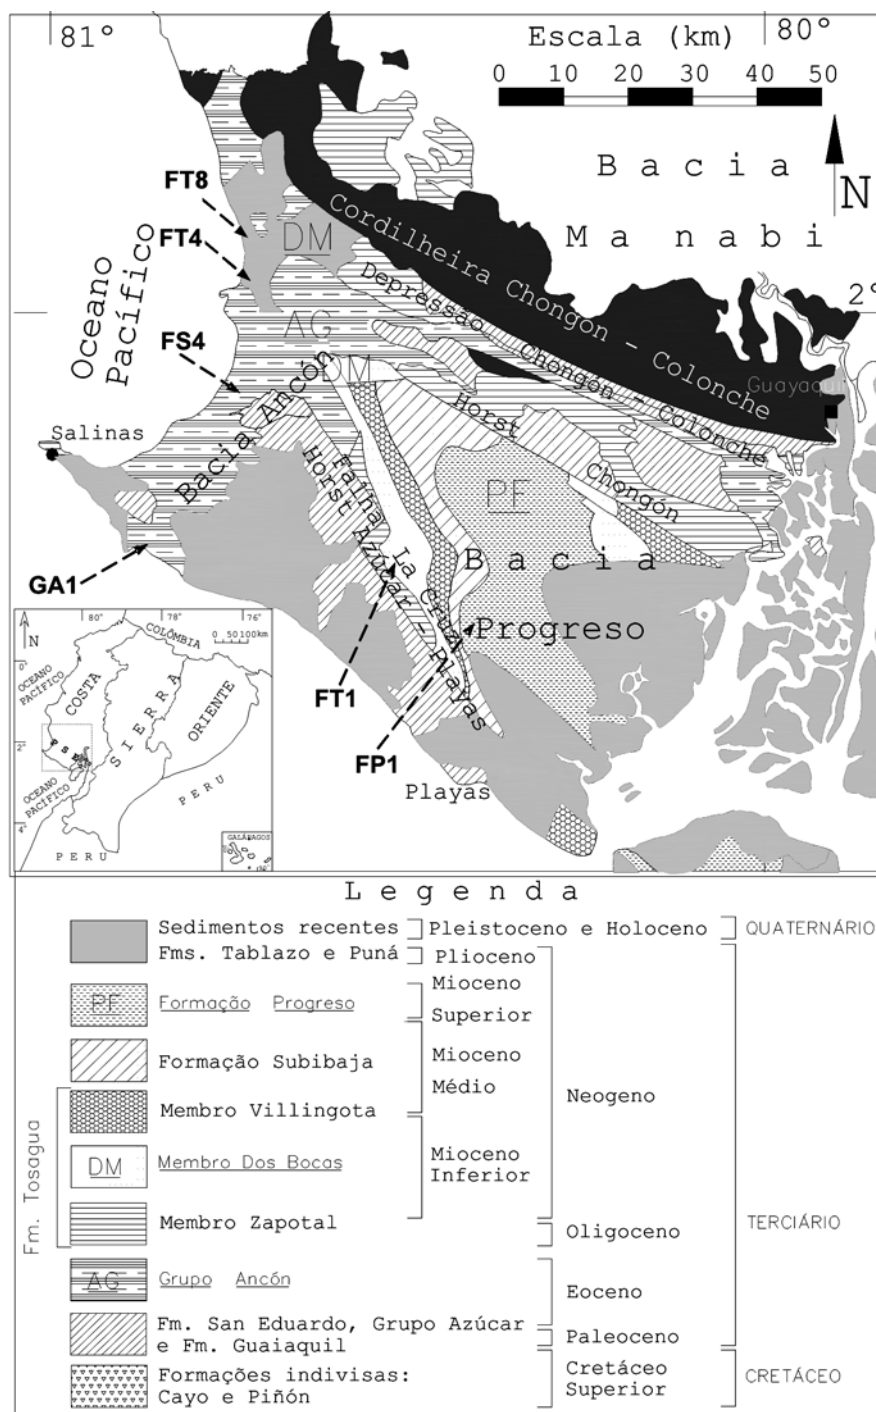 81°
Escala (km)
80°
0 10 20 30 40 50
Bacia
Ma nabi
N
FT8
FT4
DM
Cordilheira Chongon - Colonche
Oceano
Pacífico
Depressão Chongón - Colonche
2°
AG
FS4
DM
Guayaquil
Bacia Ancón
Horst Chongón
Salinas
Falha La Cruz
Horst Azúcar - Playas
PF
Bacia
Progreso
GA1
FT1
FP1
Playas
N
80° 78° 76°
COLÔMBIA
0 50 100km
0°
OCEANO
PACÍFICO
COSTA
SIERRA
ORIENTE
2°
OCEANO
PACÍFICO
PERU
4°
PERU
GALÁPAGOS
Legenda
Sedimentos recentes
Pleistoceno e Holoceno
QUATERNÁRIO
Fms. Tablazo e Puná
Plioceno
PF
Formação Progreso
Mioceno
Superior
Formação Subibaja
Mioceno
Médio
Membro Villingota
Neogeno
DM
Membro Dos Bocas
Mioceno
Inferior
Fm. Tosagua
Membro Zapotal
Oligoceno
TERCIÁRIO
AG
Grupo Ancón
Eoceno
Fm. San Eduardo, Grupo Azúcar
e Fm. Guaiaquil
Paleoceno
Formações indivisas:
Cayo e Piñón
Cretáceo
Superior
CRETÁCEO